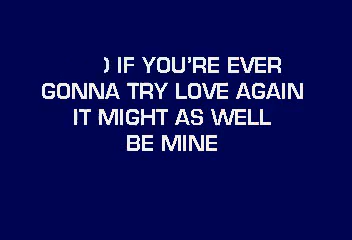 ) IF YOU'RE EVER
GONNA TRY LOVE AGAIN
IT MIGHT AS WELL
BE MINE